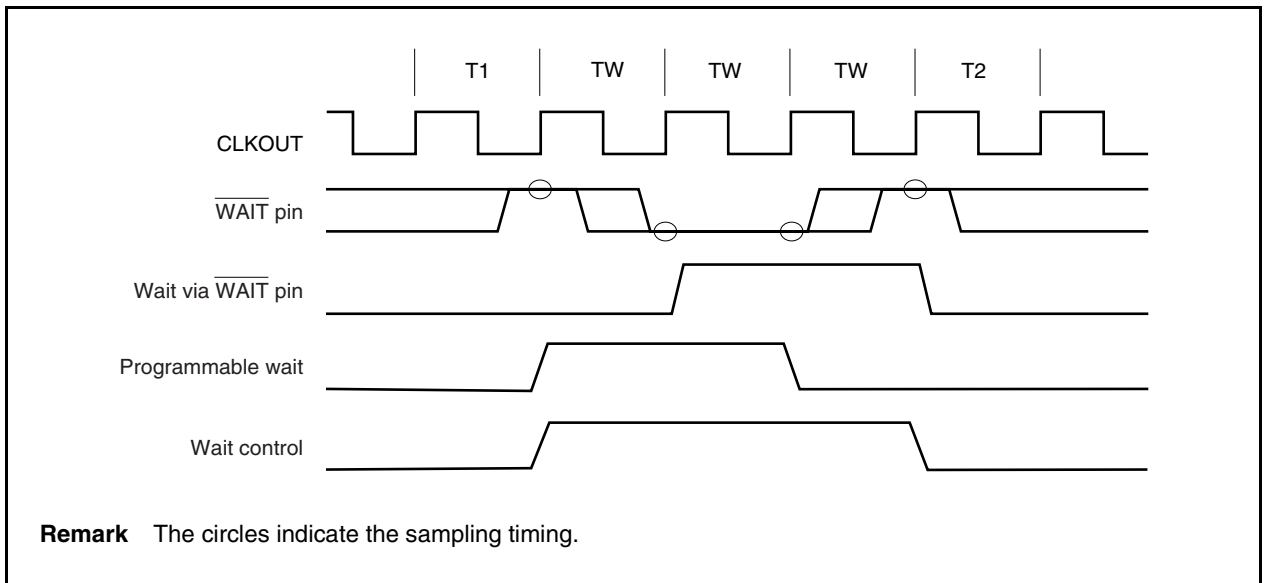 T1 TW TW TW T2
CLKOUT
WAIT pin
Wait via WAIT pin
Programmable wait
Wait control
Remark The circles indicate the sampling timing.